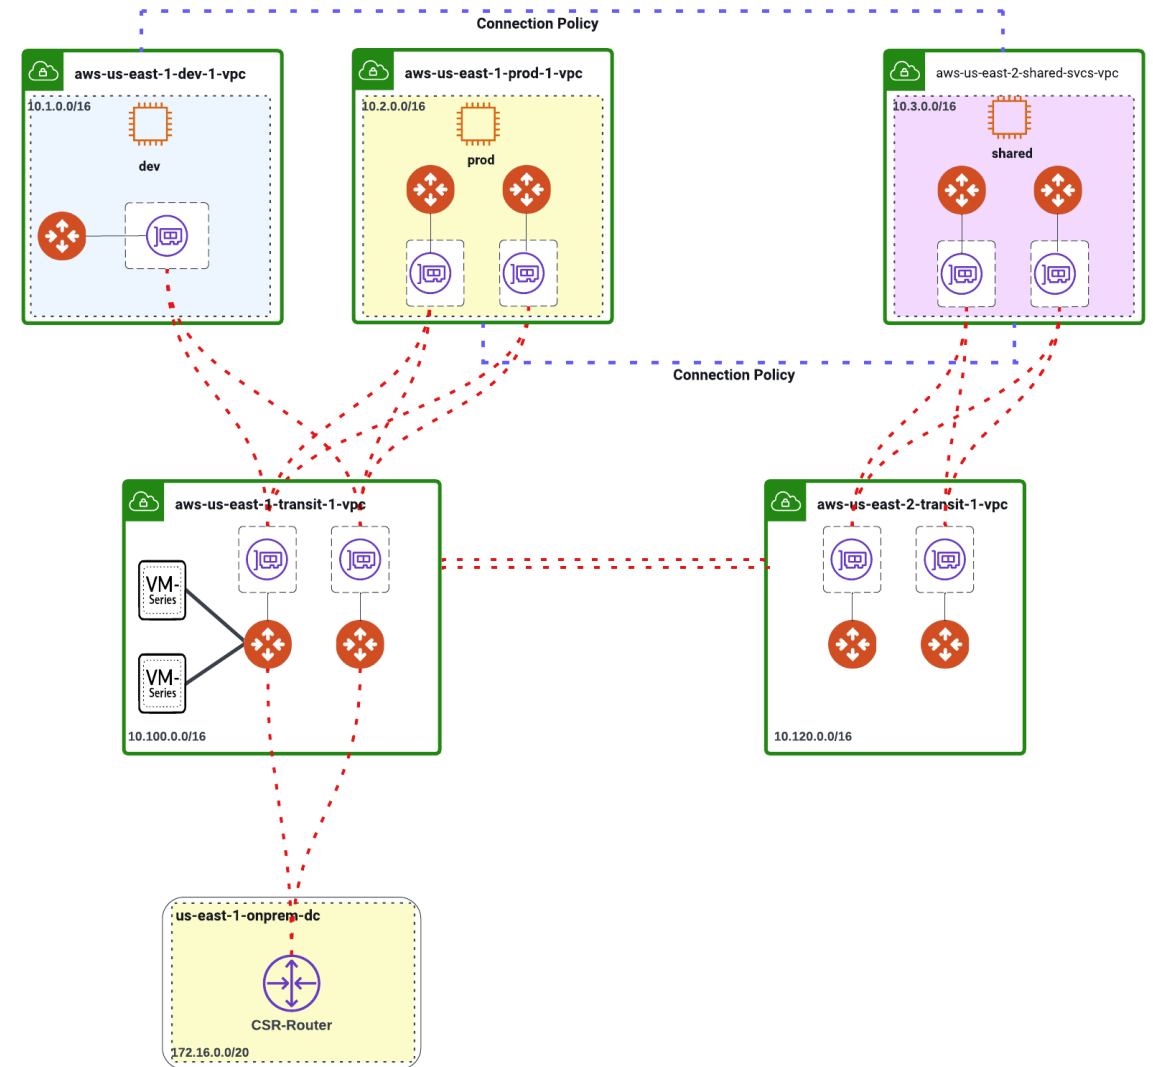 Connection Policy
aws-us-east-1-dev-1-vpc
aws-us-east-1-prod-1-vpc
aws-us-east-2-shared-svcs-vpc
10.1.0.0/16
10.2.0.0/16
10.3.0.0/16
dev
prod
shared
Connection Policy
aws-us-east-1-transit-1-vpc
aws-us-east-2-transit-1-vpc
VM-
Series
VM-
Series
10.100.0.0/16
10.120.0.0/16
us-east-1-onprem-dc
CSR-Router
172.16.0.0/20